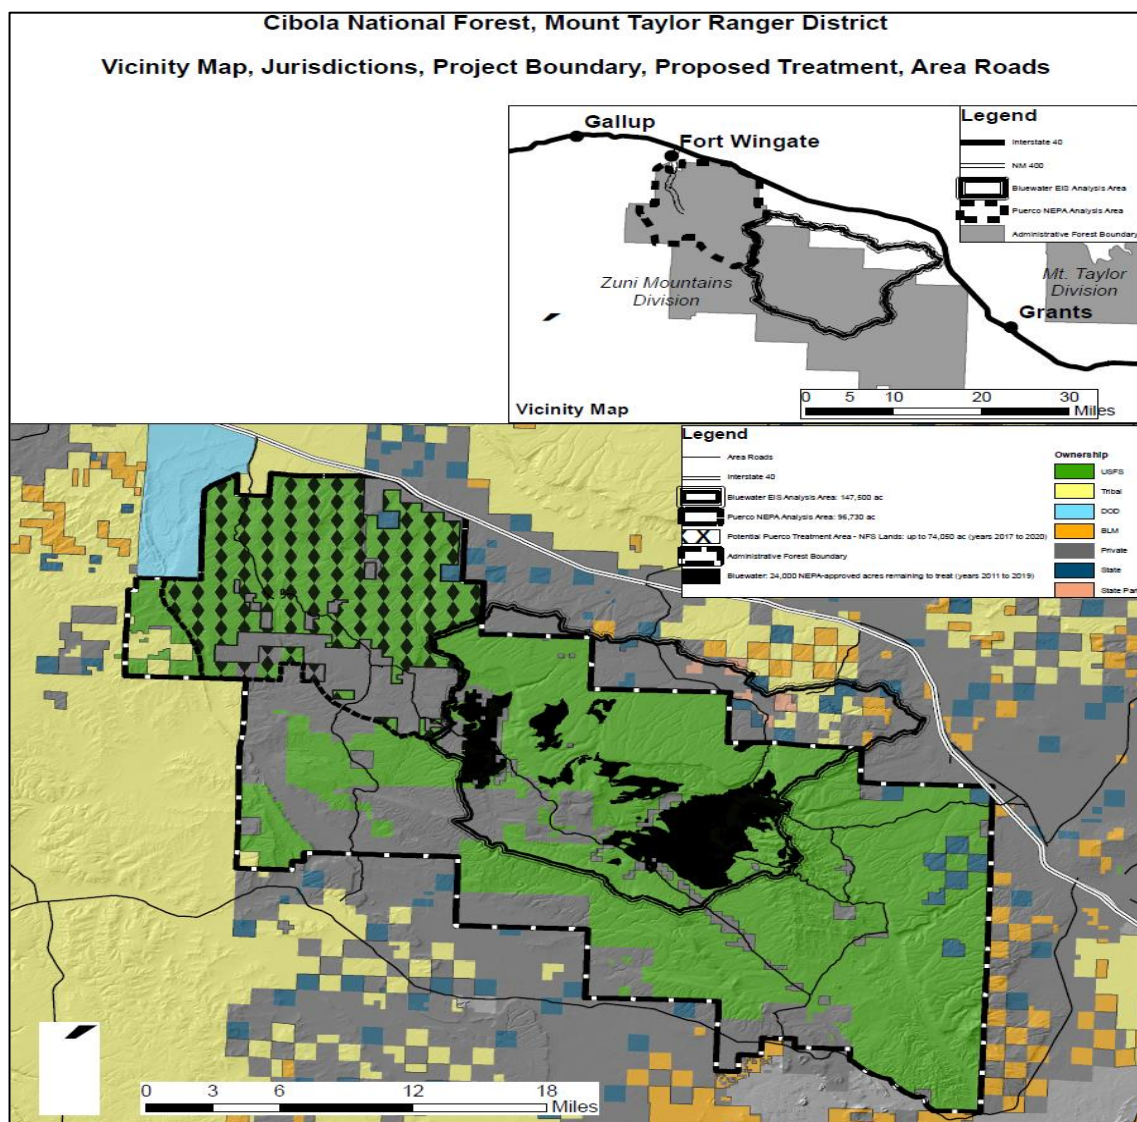 Cibola National Forest, Mount Taylor Ranger District
Vicinity Map, Jurisdictions, Project Boundary, Proposed Treatment, Area Roads
Gallup
Fort Wingate
Zuni Mountains
Division
Mt. Taylor
Division
Grants
Legend
Interstate 40
NM 400
Bluewater EIS Analysis Area
Puerco NEPA Analysis Area
Administrative Forest Boundary
0 5 10 20 30
Miles
Vicinity Map
Legend
Area Roads
Interstate 40
Bluewater EIS Analysis Area: 147,500 ac
Puerco NEPA Analysis Area: 96,730 ac
Potential Puerco Treatment Area - NFS Lands: up to 74,050 ac (years 2017 to 2020)
Administrative Forest Boundary
Bluewater: 24,000 NEPA-approved acres remaining to treat (years 2011 to 2019)
Ownership
USFS
Tribal
DOD
BLM
Private
State
State Par
0 3 6 12 18
Miles